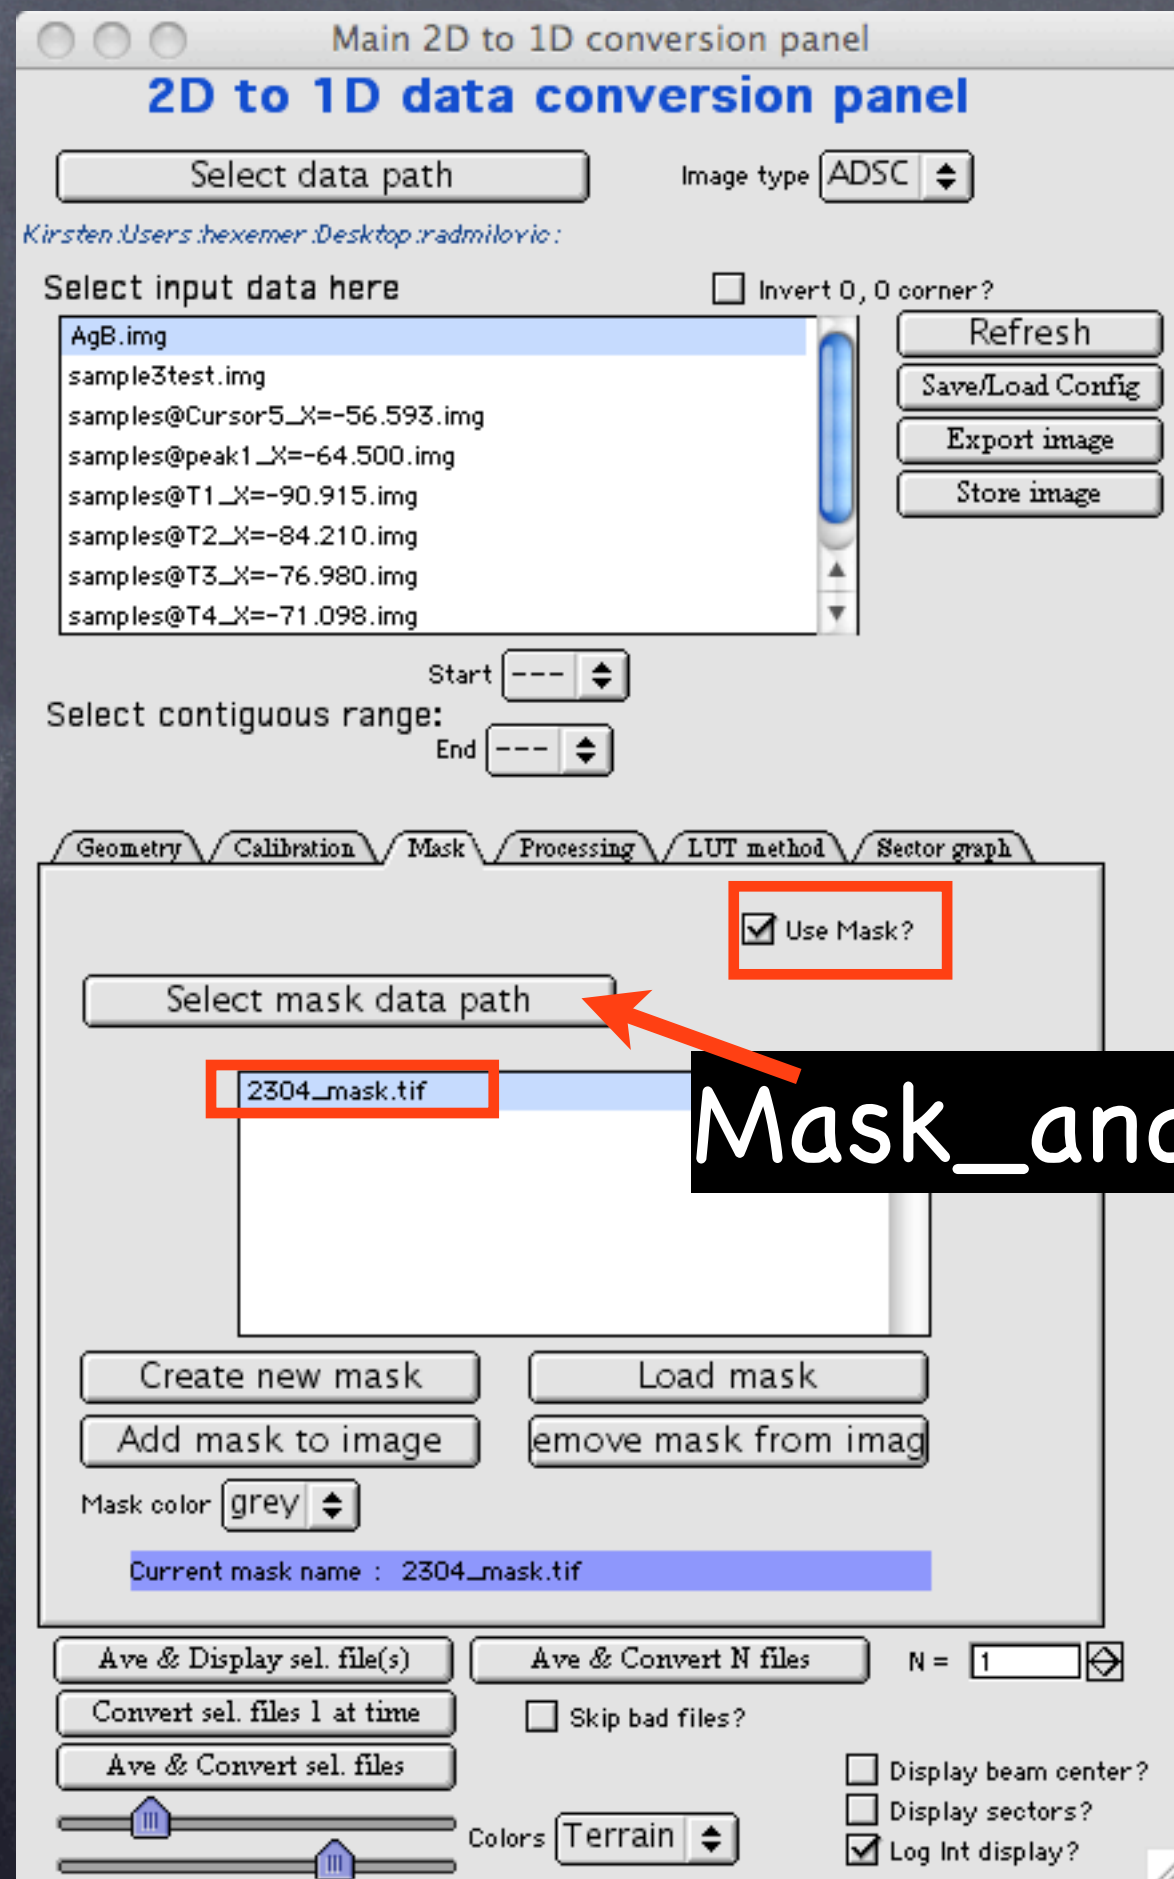 Main 2D to 1D conversion panel
2D to 1D data conversion panel
Select data path
Image type ADSC
Kirsten:Users:hexemer:Desktop:radmilovic:
Select input data here
Invert 0, 0 corner?
AgB.img
sample3test.img
samples@Cursor5_X=-56.593.img
samples@peak1_X=-64.500.img
samples@T1_X=-90.915.img
samples@T2_X=-84.210.img
samples@T3_X=-76.980.img
samples@T4_X=-71.098.img
Refresh
Save/Load Config
Export image
Store image
Start ---
Select contiguous range:
End ---
Geometry Calibration Mask Processing LUT method Sector graph
Use Mask?
Select mask data path
2304_mask.tif
Mask_and
Create new mask
Load mask
Add mask to image
emove mask from imag
Mask color grey
Current mask name : 2304_mask.tif
Ave & Display sel. file(s)
Ave & Convert N files
N = 1
Convert sel. files 1 at time
Skip bad files?
Ave & Convert sel. files
Display beam center?
Display sectors?
Colors Terrain
Log Int display?